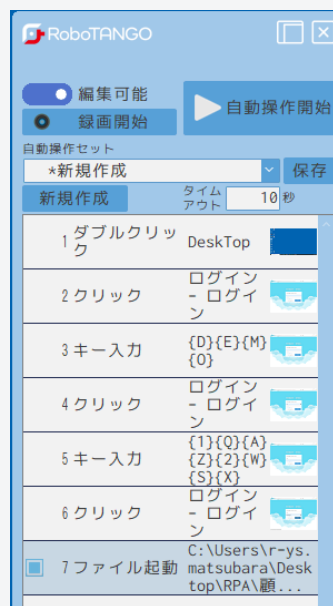 RoboTANGO
編集可能
録画開始
自動操作開始
自動操作セット
*新規作成
保存
新規作成
タイム
アウト
10 秒
1 ダブルクリッ
ク
DeskTop
2 クリック
ログイン
- ログイ
ン
3 キー入力
{D}{E}{M}
{O}
4 クリック
ログイン
- ログイ
ン
5 キー入力
{1}{Q}{A}
{Z}{2}{W}
{S}{X}
6 クリック
ログイン
- ログイ
ン
7 ファイル起動
C:\Users\r-ys.
matsubara\Desk
top\RPA\顧...